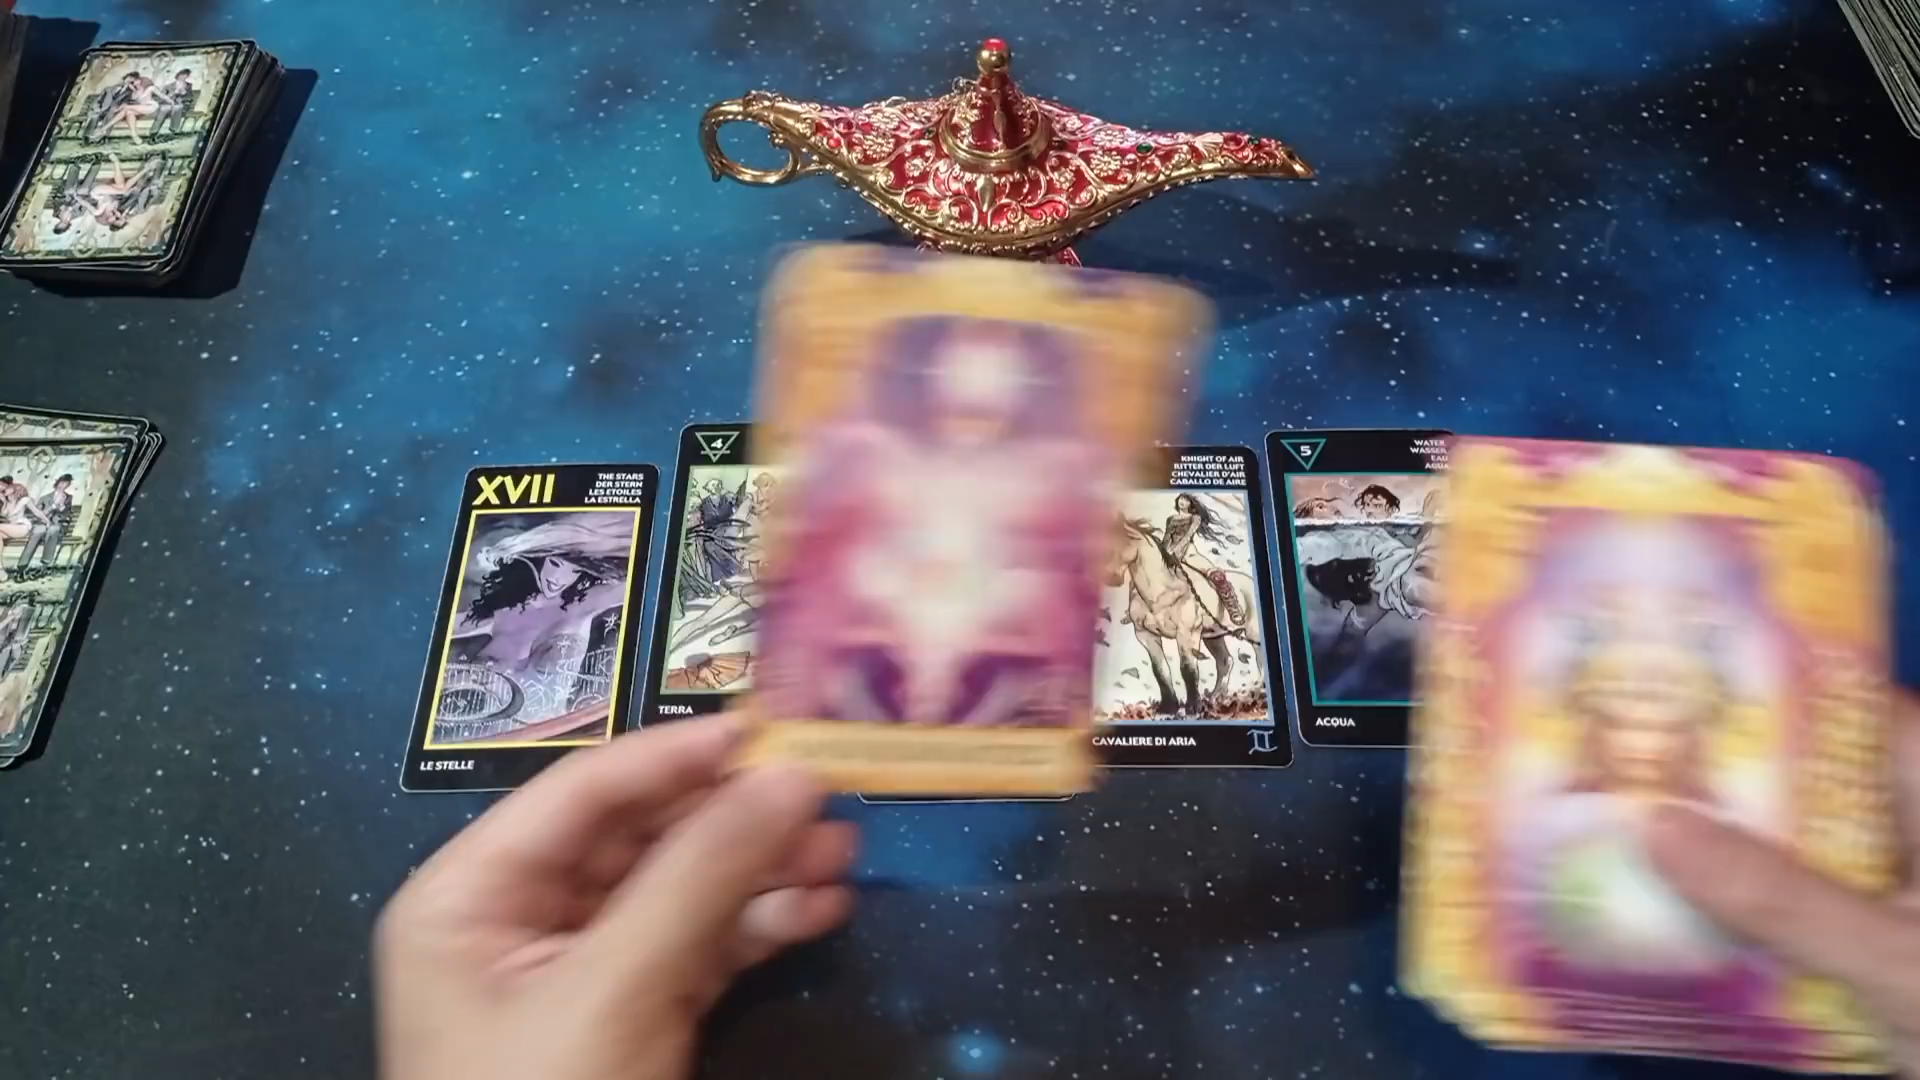 XVII
THE STARS
DER STERN
LES ETOILES
LA ESTRELLA
LE STELLE
4
TERRA
KNIGHT OF AIR
RITTER DER LUFT
CHEVALIER D'AIR
CABALLO DE AIRE
CAVALIERE DI ARIA
5
WATER
WASSER
EAU
AGUA
ACQUA